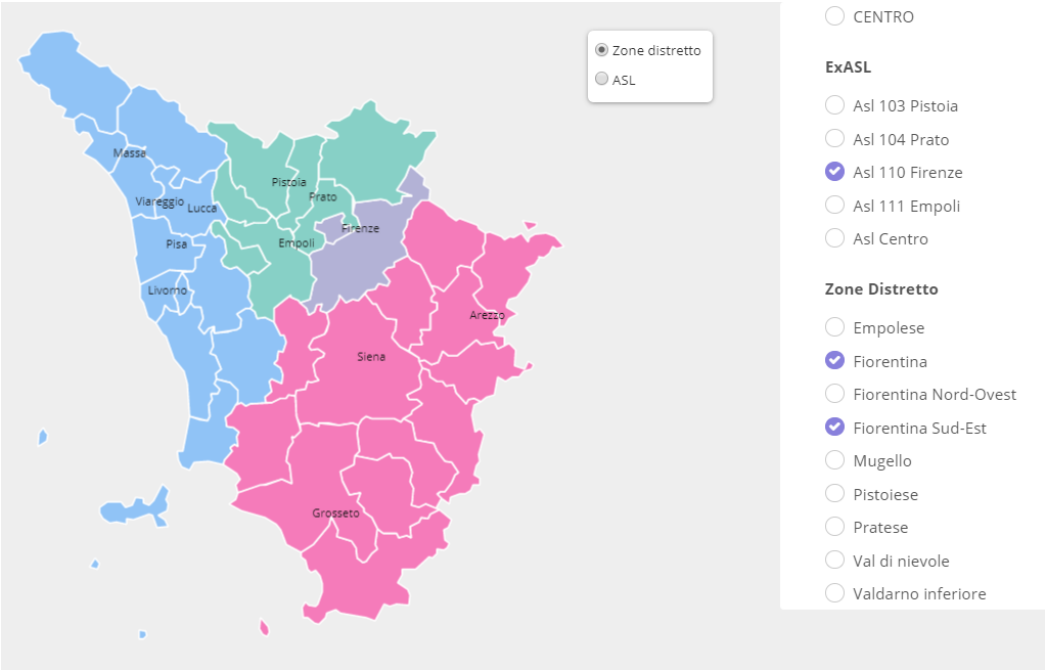 Zone distretto
ASL
Massa
Viareggio
Lucca
Pisa
Livorno
Pistoia
Prato
Firenze
Empoli
Arezzo
Siena
Grosseto
CENTRO
ExASL
Asl 103 Pistoia
Asl 104 Prato
Asl 110 Firenze
Asl 111 Empoli
Asl Centro
Zone Distretto
Empolese
Fiorentina
Fiorentina Nord-Ovest
Fiorentina Sud-Est
Mugello
Pistoiese
Pratese
Val di nievole
Valdarno inferiore